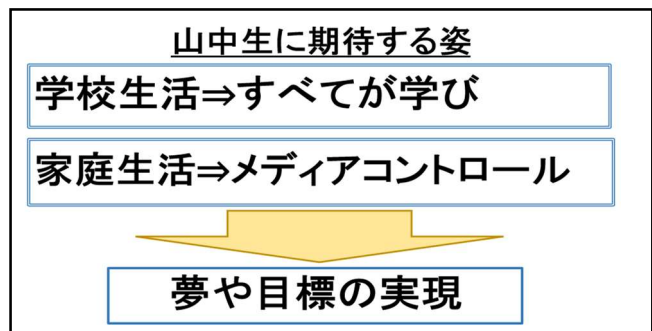 山中生に期待する姿
学校生活⇒すべてが学び
家庭生活⇒メディアコントロール
夢や目標の実現